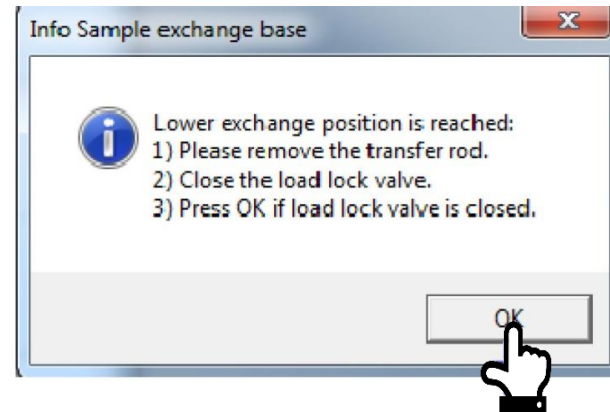 Info Sample exchange base
Lower exchange position is reached:
1) Please remove the transfer rod.
2) Close the load lock valve.
3) Press OK if load lock valve is closed.
OK